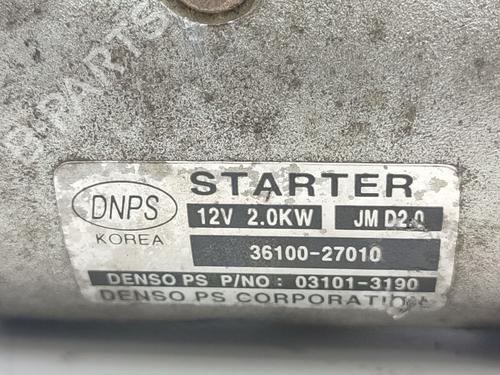 STARTER
DNPS
KOREA
12V 2.0KW JM D2.0
36100-27010
DENSO PS P/NO : 03101-3190
DENSO PS CORPORATION
B PARTS